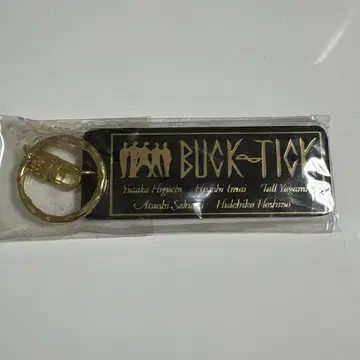 BUCK-TICK
Yutaka Higuchi Hisashi Imai Toll Yagami
Atsushi Sakurai Hidehiko Hoshino